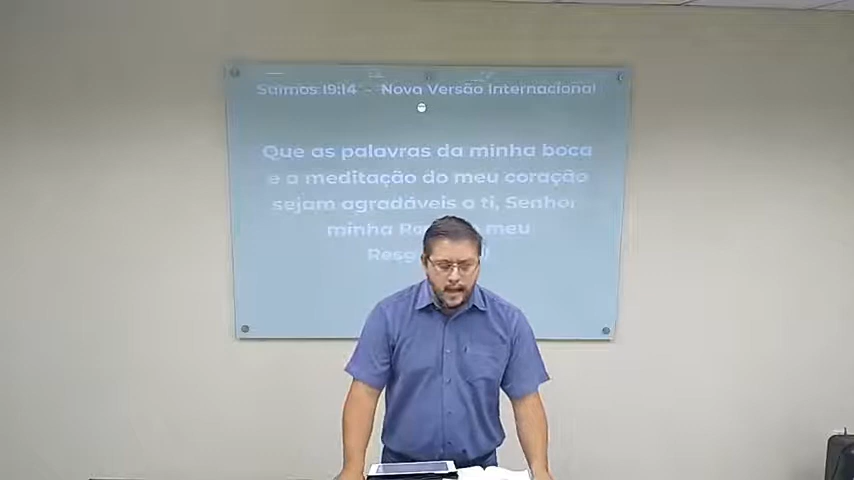 Salmos 19:14 - Nova Versão Internacional
Que as palavras da minha boca
e a meditação do meu coração
sejam agradáveis a ti, Senhor
minha meu